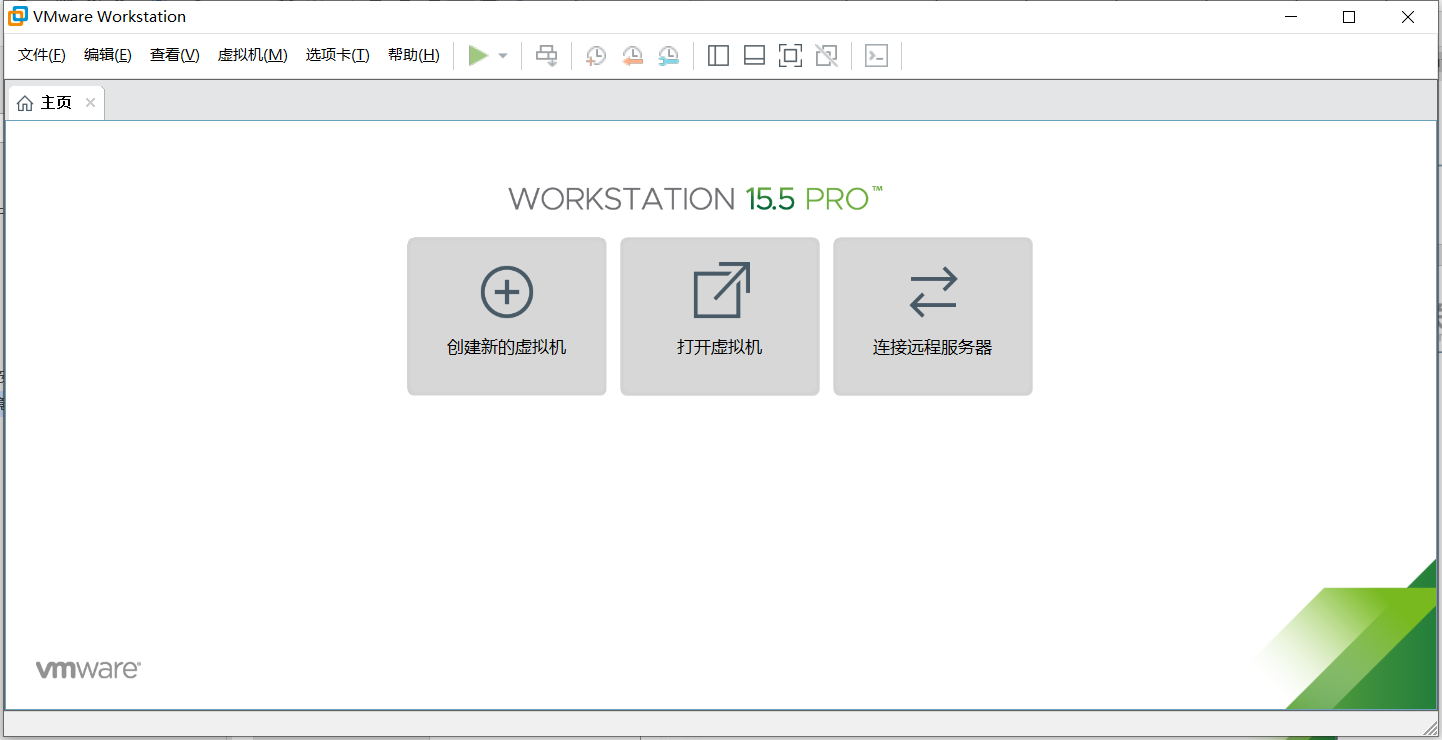 VMware Workstation
文件(F) 编辑(E) 查看(V) 虚拟机(M) 选项卡(T) 帮助(H)
主页
WORKSTATION 15.5 PRO™
创建新的虚拟机 打开虚拟机 连接远程服务器
vmware